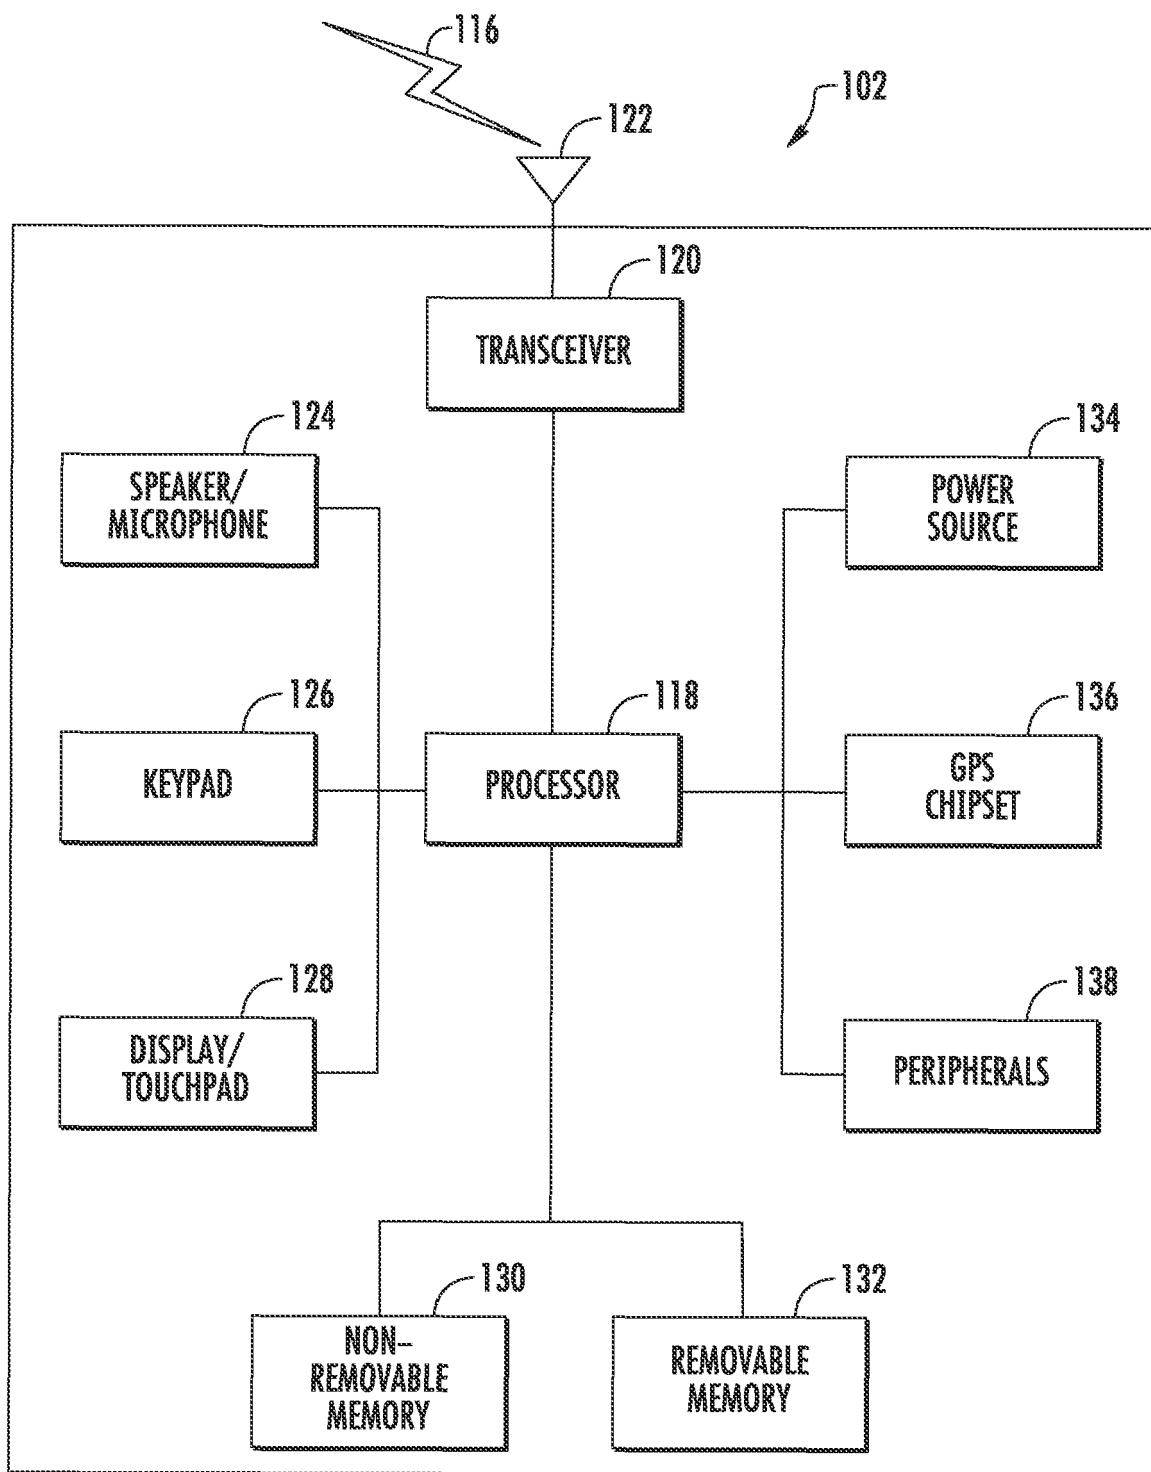 116
102
122
120
TRANSCEIVER
124
SPEAKER/
MICROPHONE
134
POWER
SOURCE
126
KEYPAD
118
PROCESSOR
136
GPS
CHIPSET
128
DISPLAY/
TOUCHPAD
138
PERIPHERALS
130
NON–
REMOVABLE
MEMORY
132
REMOVABLE
MEMORY